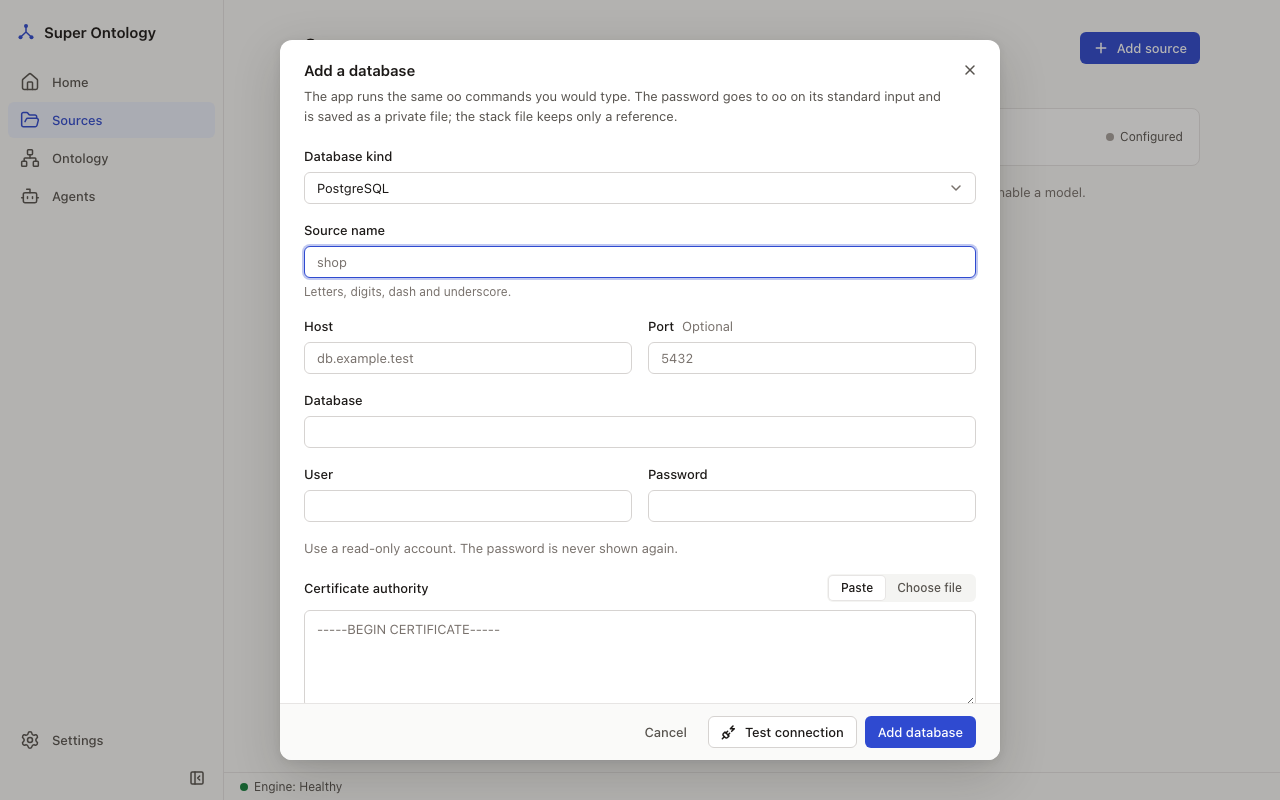 Super Ontology
Home
Sources
Ontology
Agents
Settings
Add source
Configured
nable a model.
Add a database
The app runs the same oo commands you would type. The password goes to oo on its standard input and
is saved as a private file; the stack file keeps only a reference.
Database kind
PostgreSQL
Source name
shop
Letters, digits, dash and underscore.
Host
Port Optional
db.example.test
5432
Database
User
Password
Use a read-only account. The password is never shown again.
Certificate authority
Paste
Choose file
-----BEGIN CERTIFICATE-----
Cancel
Test connection
Add database
Engine: Healthy